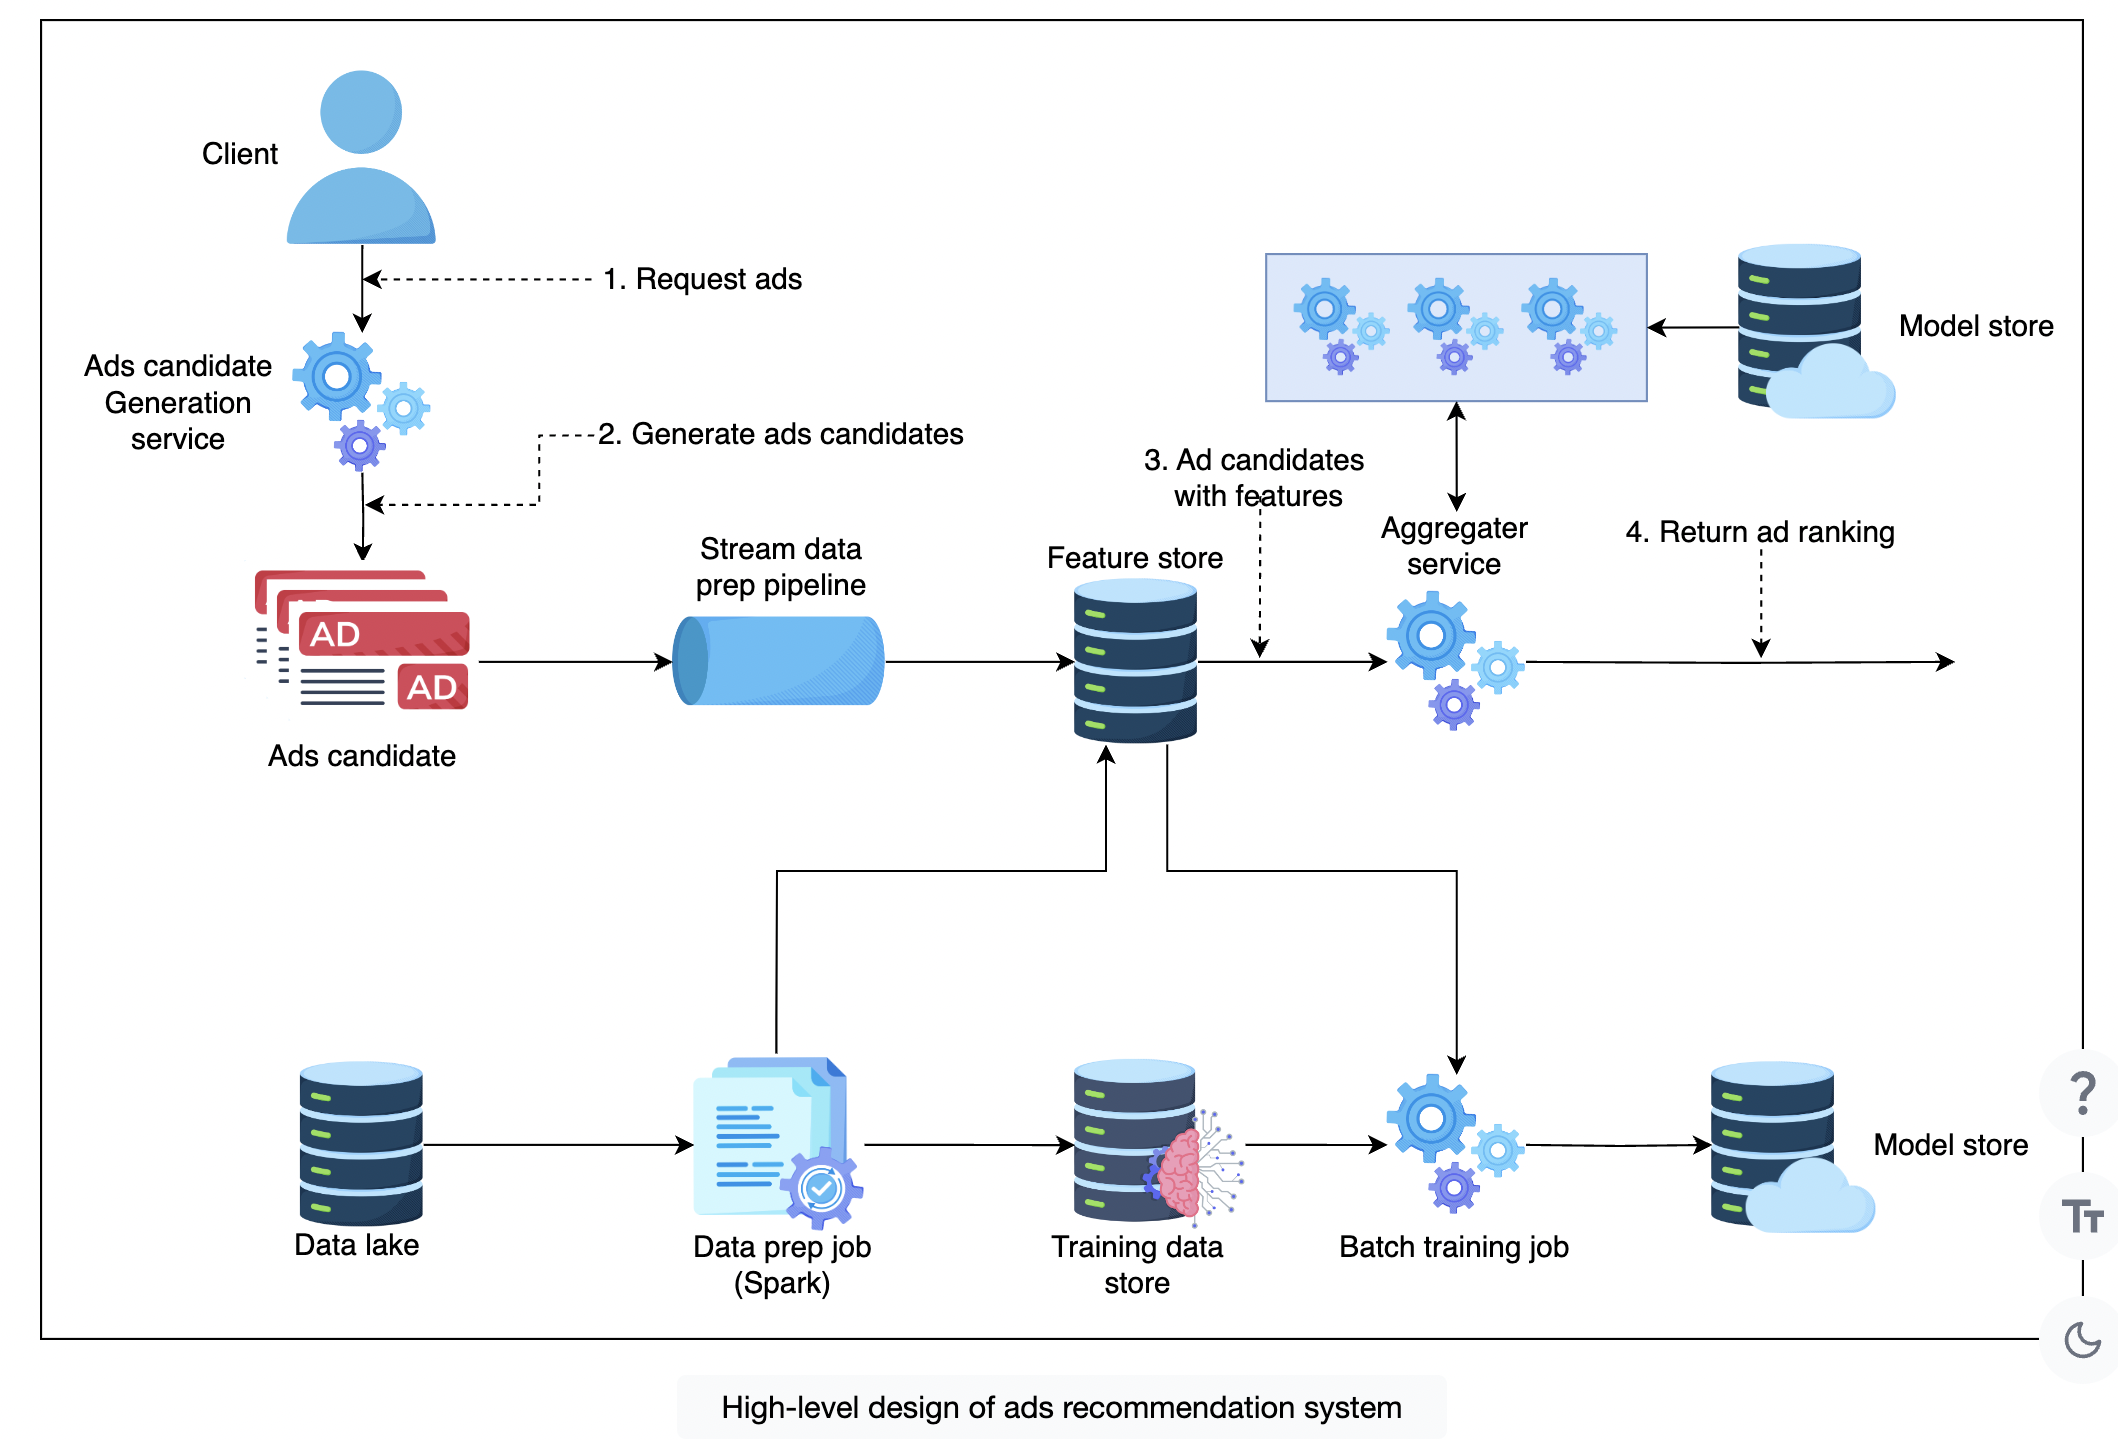 Client
1. Request ads
Ads candidate
Generation
service
2. Generate ads candidates
Model store
3. Ad candidates
with features
Aggregater
service
4. Return ad ranking
Stream data
prep pipeline
Feature store
AD
AD
Ads candidate
Data lake
Data prep job
(Spark)
Training data
store
Batch training job
Model store
?
TT
High-level design of ads recommendation system